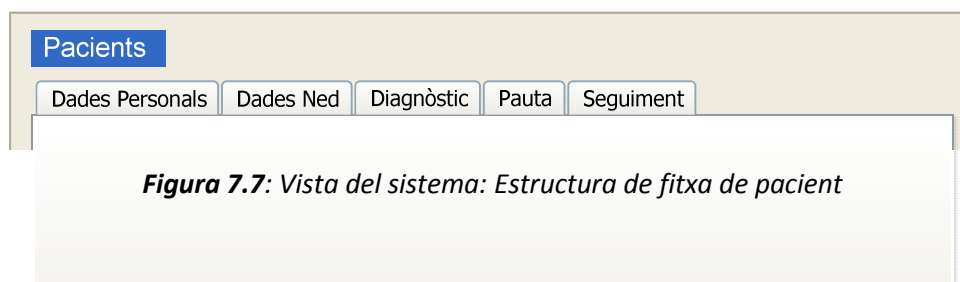 Pacients
Dades Personals Dades Ned Diagnòstic Pauta Seguiment
Figura 7.7: Vista del sistema: Estructura de fitxa de pacient